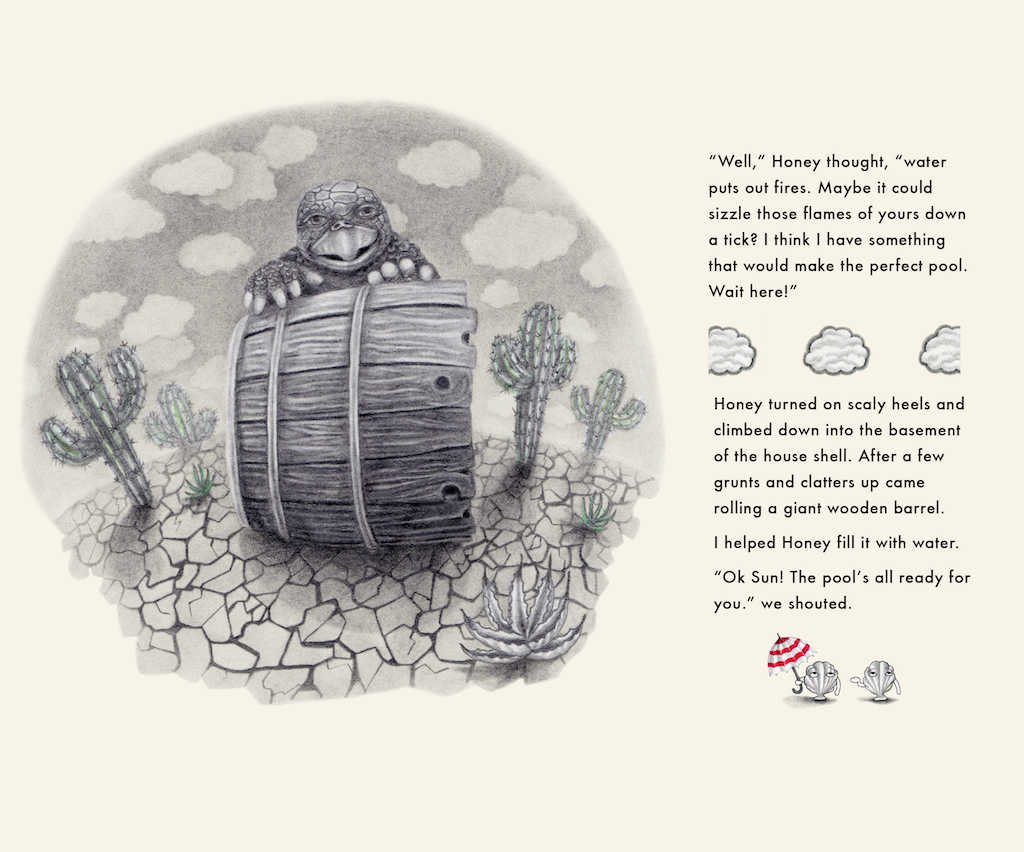 “Well,” Honey thought, “water
puts out fires. Maybe it could
sizzle those flames of yours down
a tick? I think I have something
that would make the perfect pool.
Wait here!”
Honey turned on scaly heels and
climbed down into the basement
of the house shell. After a few
grunts and clatters up came
rolling a giant wooden barrel.
I helped Honey fill it with water.
“Ok Sun! The pool’s all ready for
you.” we shouted.